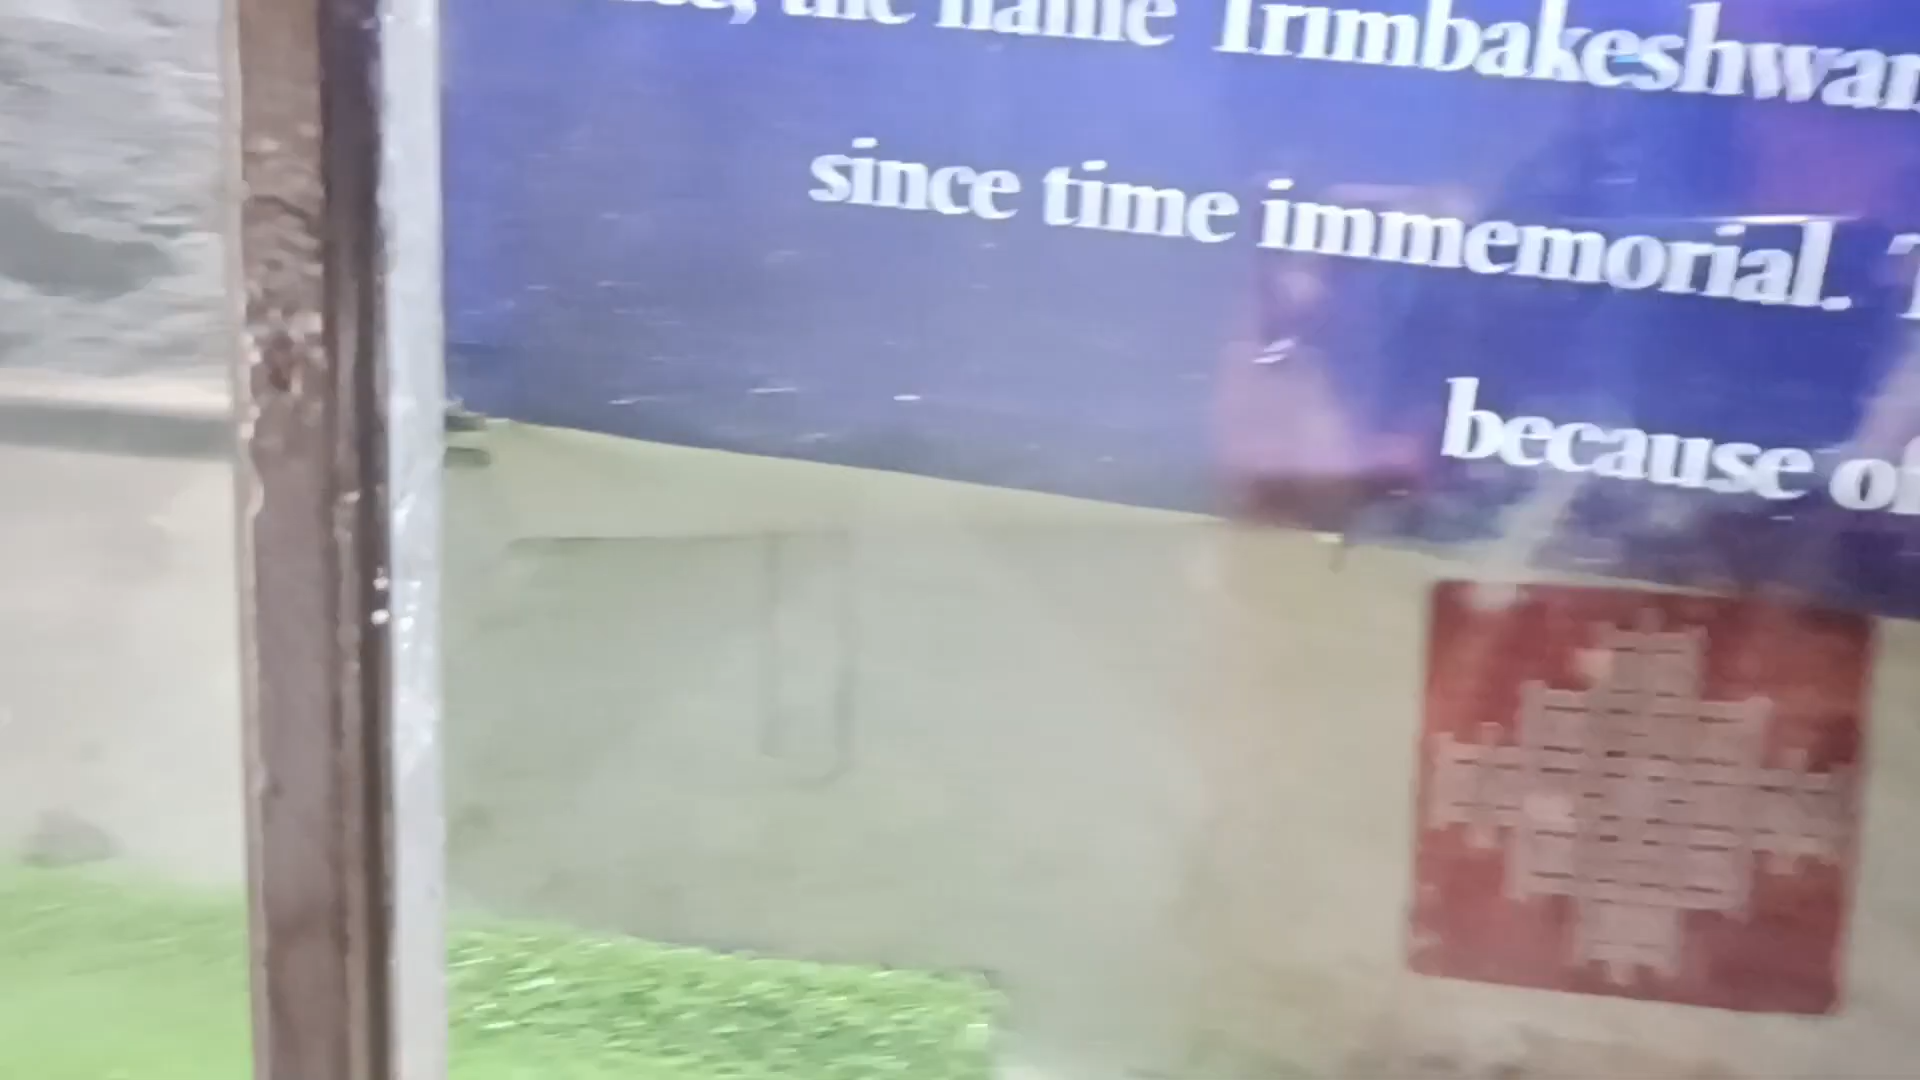 the name Trimbakeshwar
since time immemorial.
because of